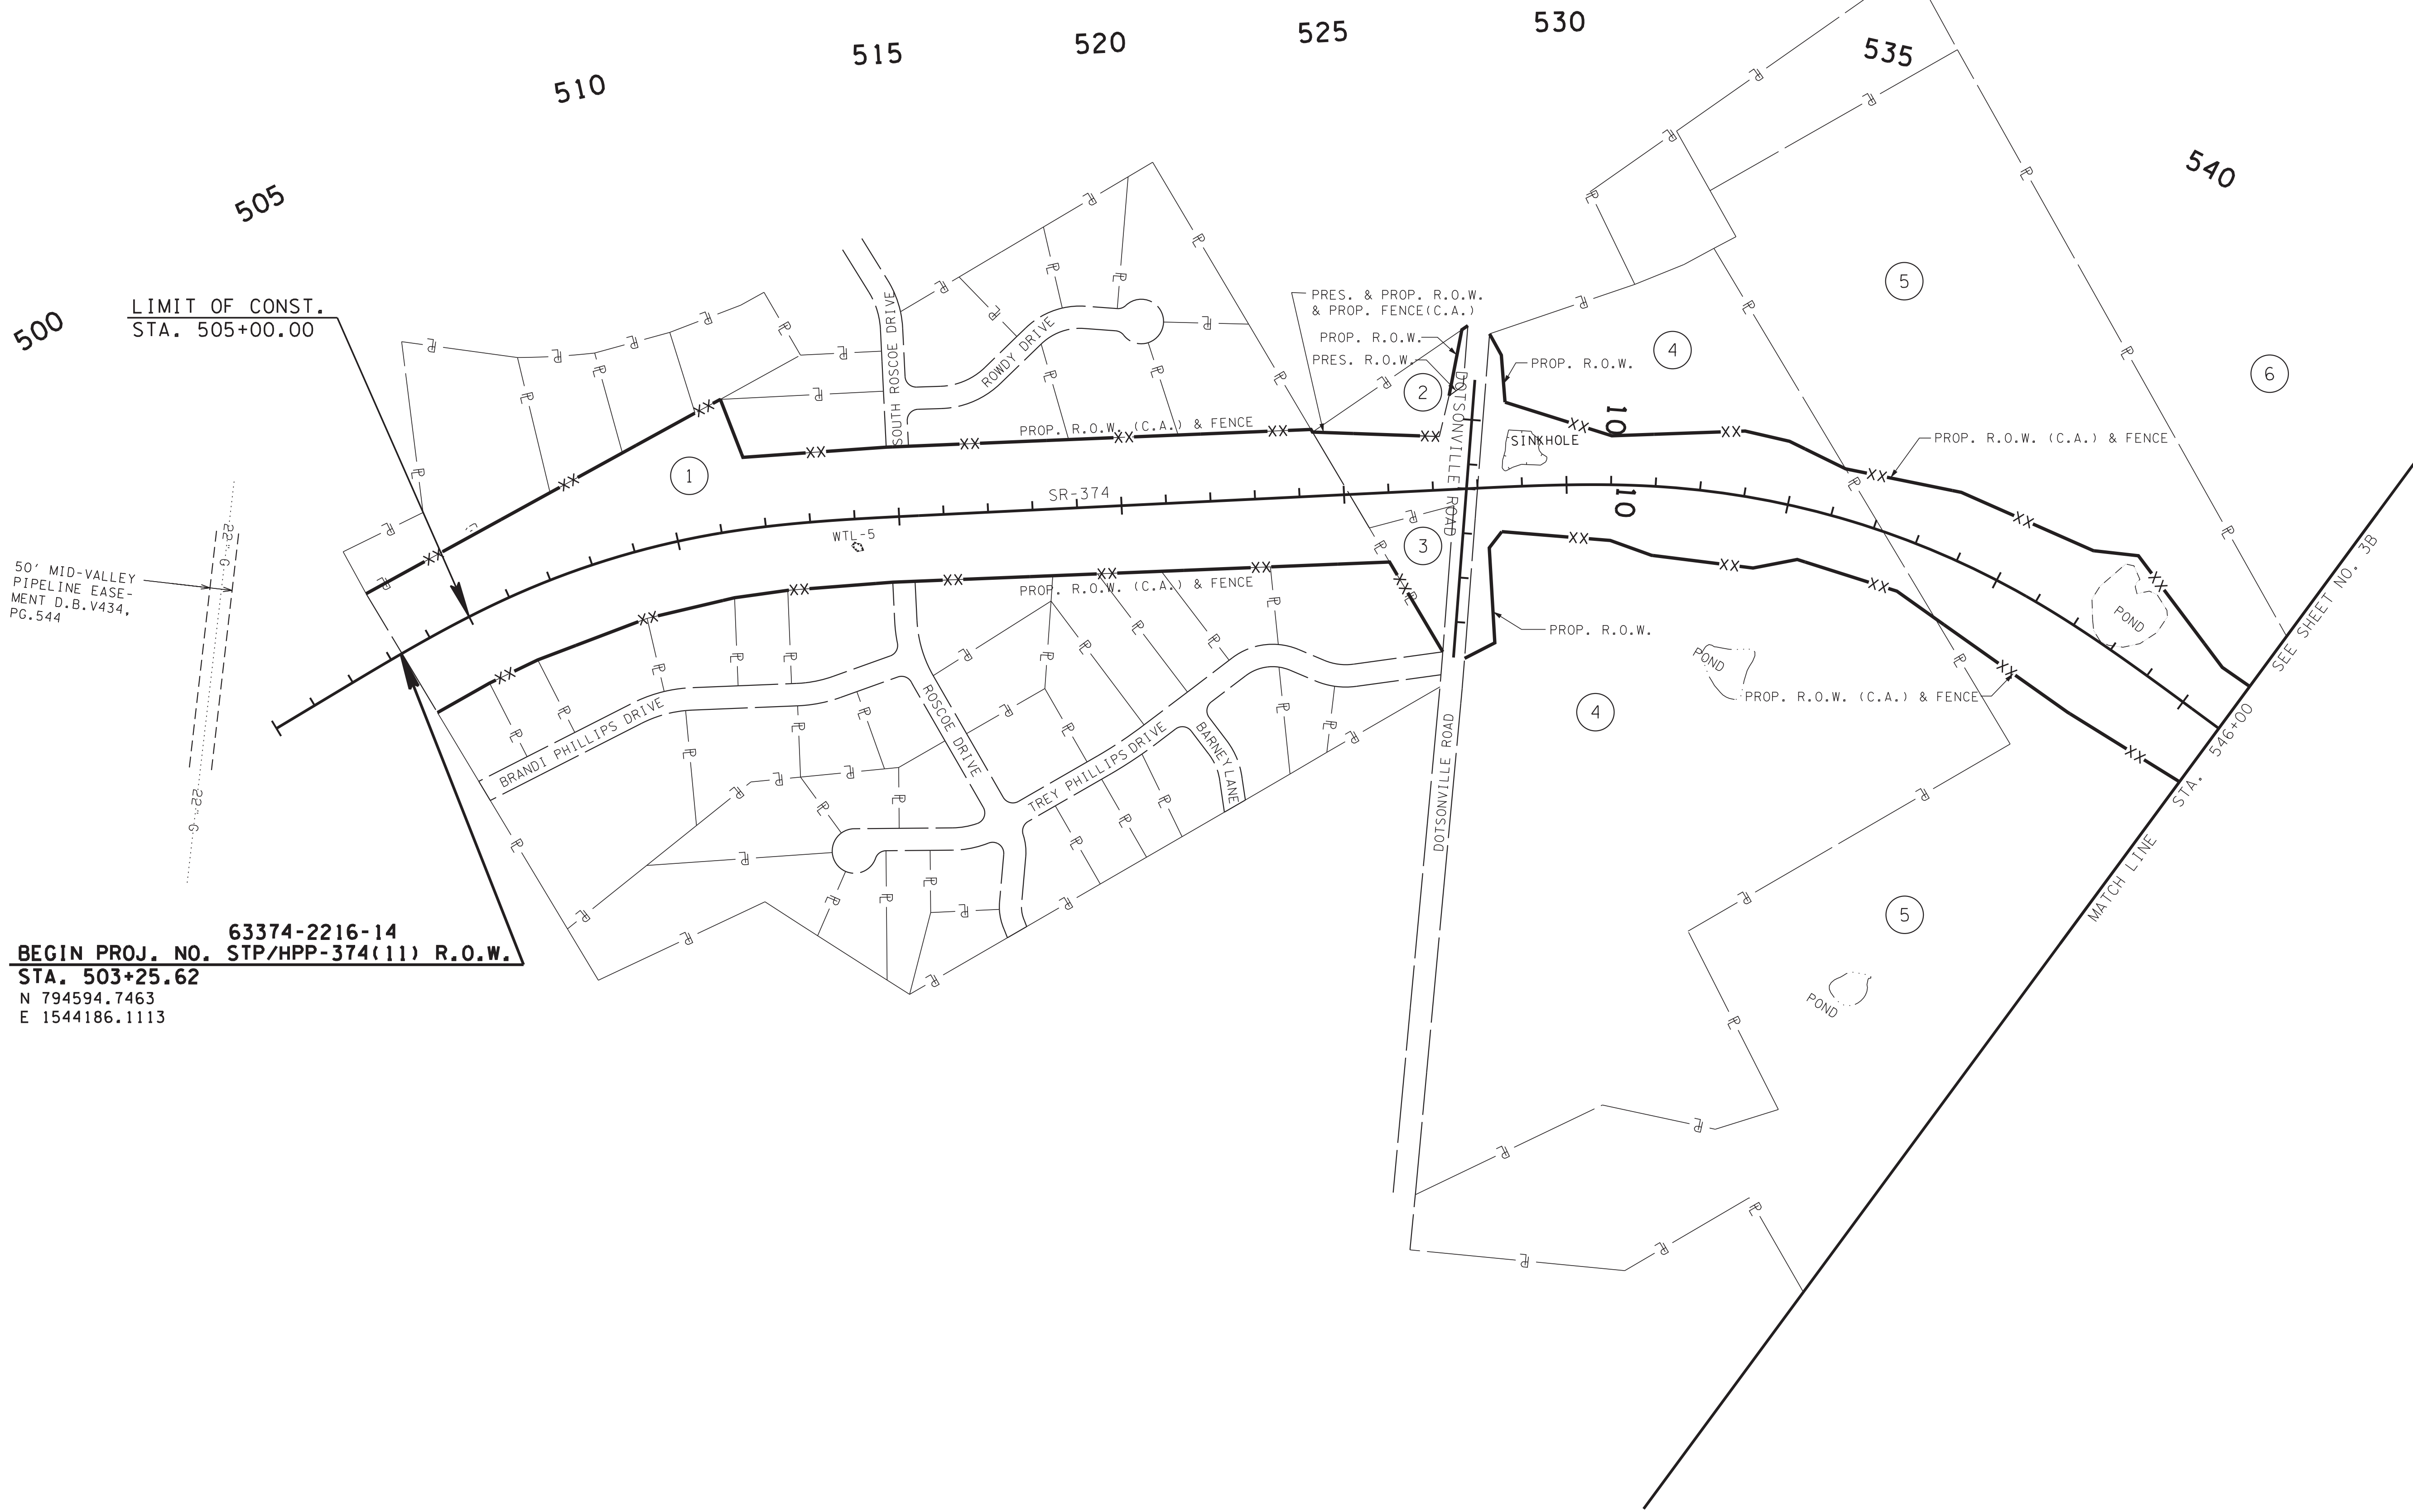 500
505
510
515
520
525
530
535
540
LIMIT OF CONST.
STA. 505+00.00
50' MID-VALLEY
PIPELINE EASE-
MENT D.B.V434,
PG.544
22" G
22" G
63374-2216-14
BEGIN PROJ. NO. STP/HPP-374(11) R.O.W.
STA. 503+25.62
N 794594.7463
E 1544186.1113
1
SOUTH ROSCOE DRIVE
ROWDY DRIVE
PROP. R.O.W. (C.A.) & FENCE
SR-374
WTL-5
PROP. R.O.W. (C.A.) & FENCE
BRANDI PHILLIPS DRIVE
ROSCOE DRIVE
TREY PHILLIPS DRIVE
BARNEY LANE
PRES. & PROP. R.O.W.
& PROP. FENCE(C.A.)
PROP. R.O.W.
PRES. R.O.W.
2
3
DOTSONVILLE ROAD
DOTSONVILLE ROAD
PROP. R.O.W.
4
10
SINKHOLE
10
PROP. R.O.W.
4
POND
PROP. R.O.W. (C.A.) & FENCE
5
PROP. R.O.W. (C.A.) & FENCE
6
POND
5
POND
MATCH LINE STA. 546+00 SEE SHEET NO. 3B